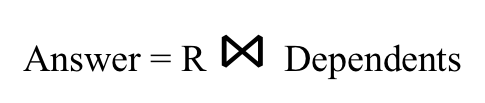 Answer = R ⋈ Dependents